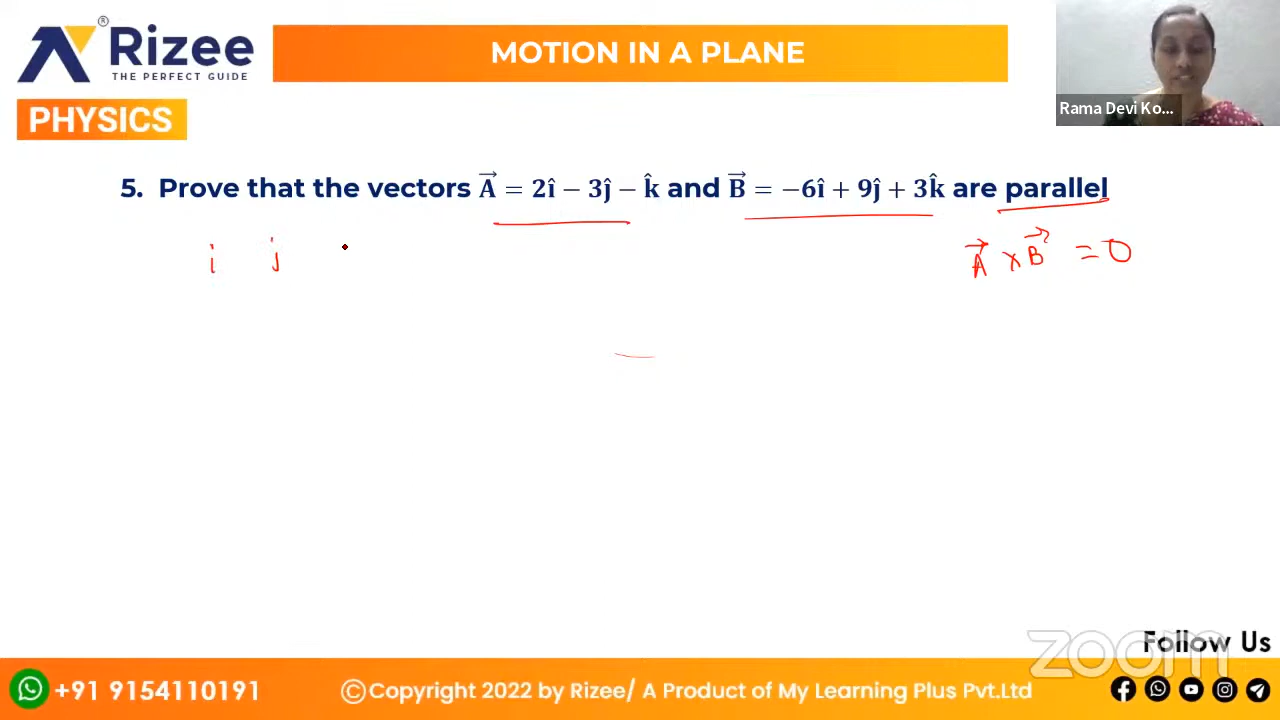 Rizee®
THE PERFECT GUIDE
MOTION IN A PLANE
Rama Devi Ko...
PHYSICS
5. Prove that the vectors A⃗ = 2î − 3ĵ − k̂ and B⃗ = −6î + 9ĵ + 3k̂ are parallel
i j
A⃗ × B⃗ = 0
Follow Us
zoom
+91 9154110191
©Copyright 2022 by Rizee/ A Product of My Learning Plus Pvt.Ltd